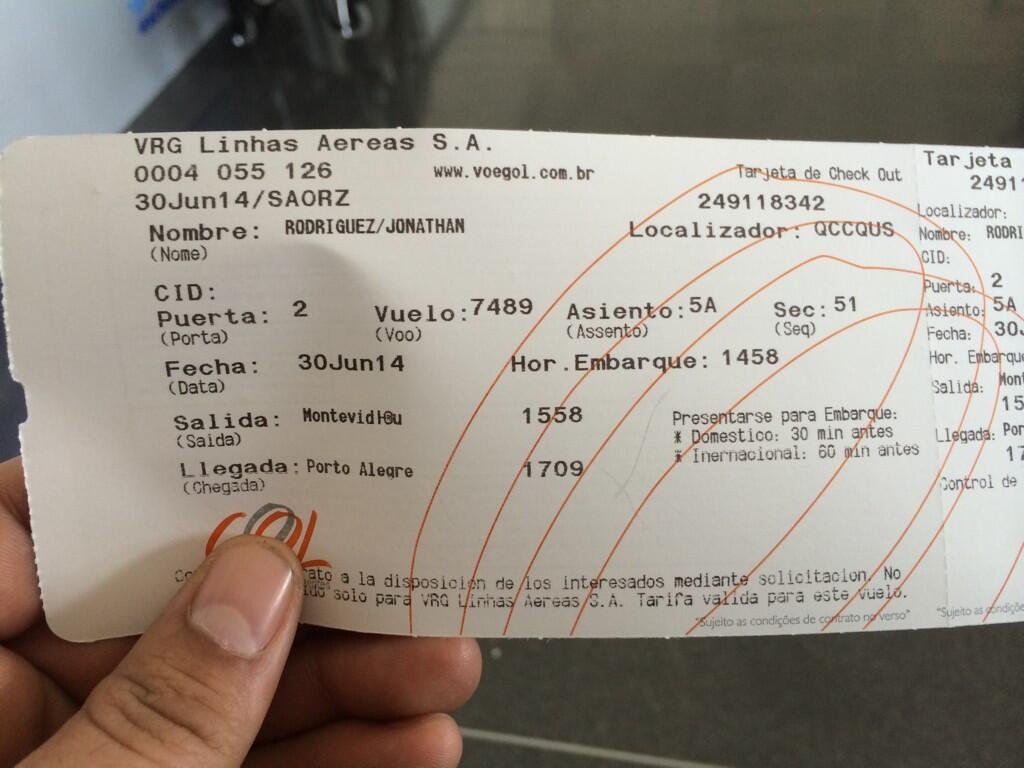 VRG Linhas Aereas S.A.
0004 055 126 www.voegol.com.br Tarjeta de Check Out
30Jun14/SAORZ 249118342
Nombre: RODRIGUEZ/JONATHAN Localizador: QCCQUS
(Nome)
CID:
Puerta: 2 Vuelo: 7489 Asiento: 5A Sec: 51
(Porta) (Voo) (Assento) (Seq)
Fecha: 30Jun14 Hor.Embarque: 1458
(Data)
Salida: 1558
(Saida)
Llegada: Porto Alegre 1709
(Chegada)
Presentarse para Embarque:
* Domestico: 30 min antes
* Inernacional: 60 min antes
GOL
a la disposicion de los interesados mediante solicitacion. No
solo para VRG Linhas Aereas S.A. Tarifa valida para este vuelo.
"Sujeito as condições de contrato no verso"
Tarjeta
2491
Localizador:
Nombre: RODRI
CID:
Puerta: 2
Asiento: 5A
Fecha: 30
Hor. Embarque
Salida: Mont
15
Llegada: Por
17
Control de
"Sujeito as